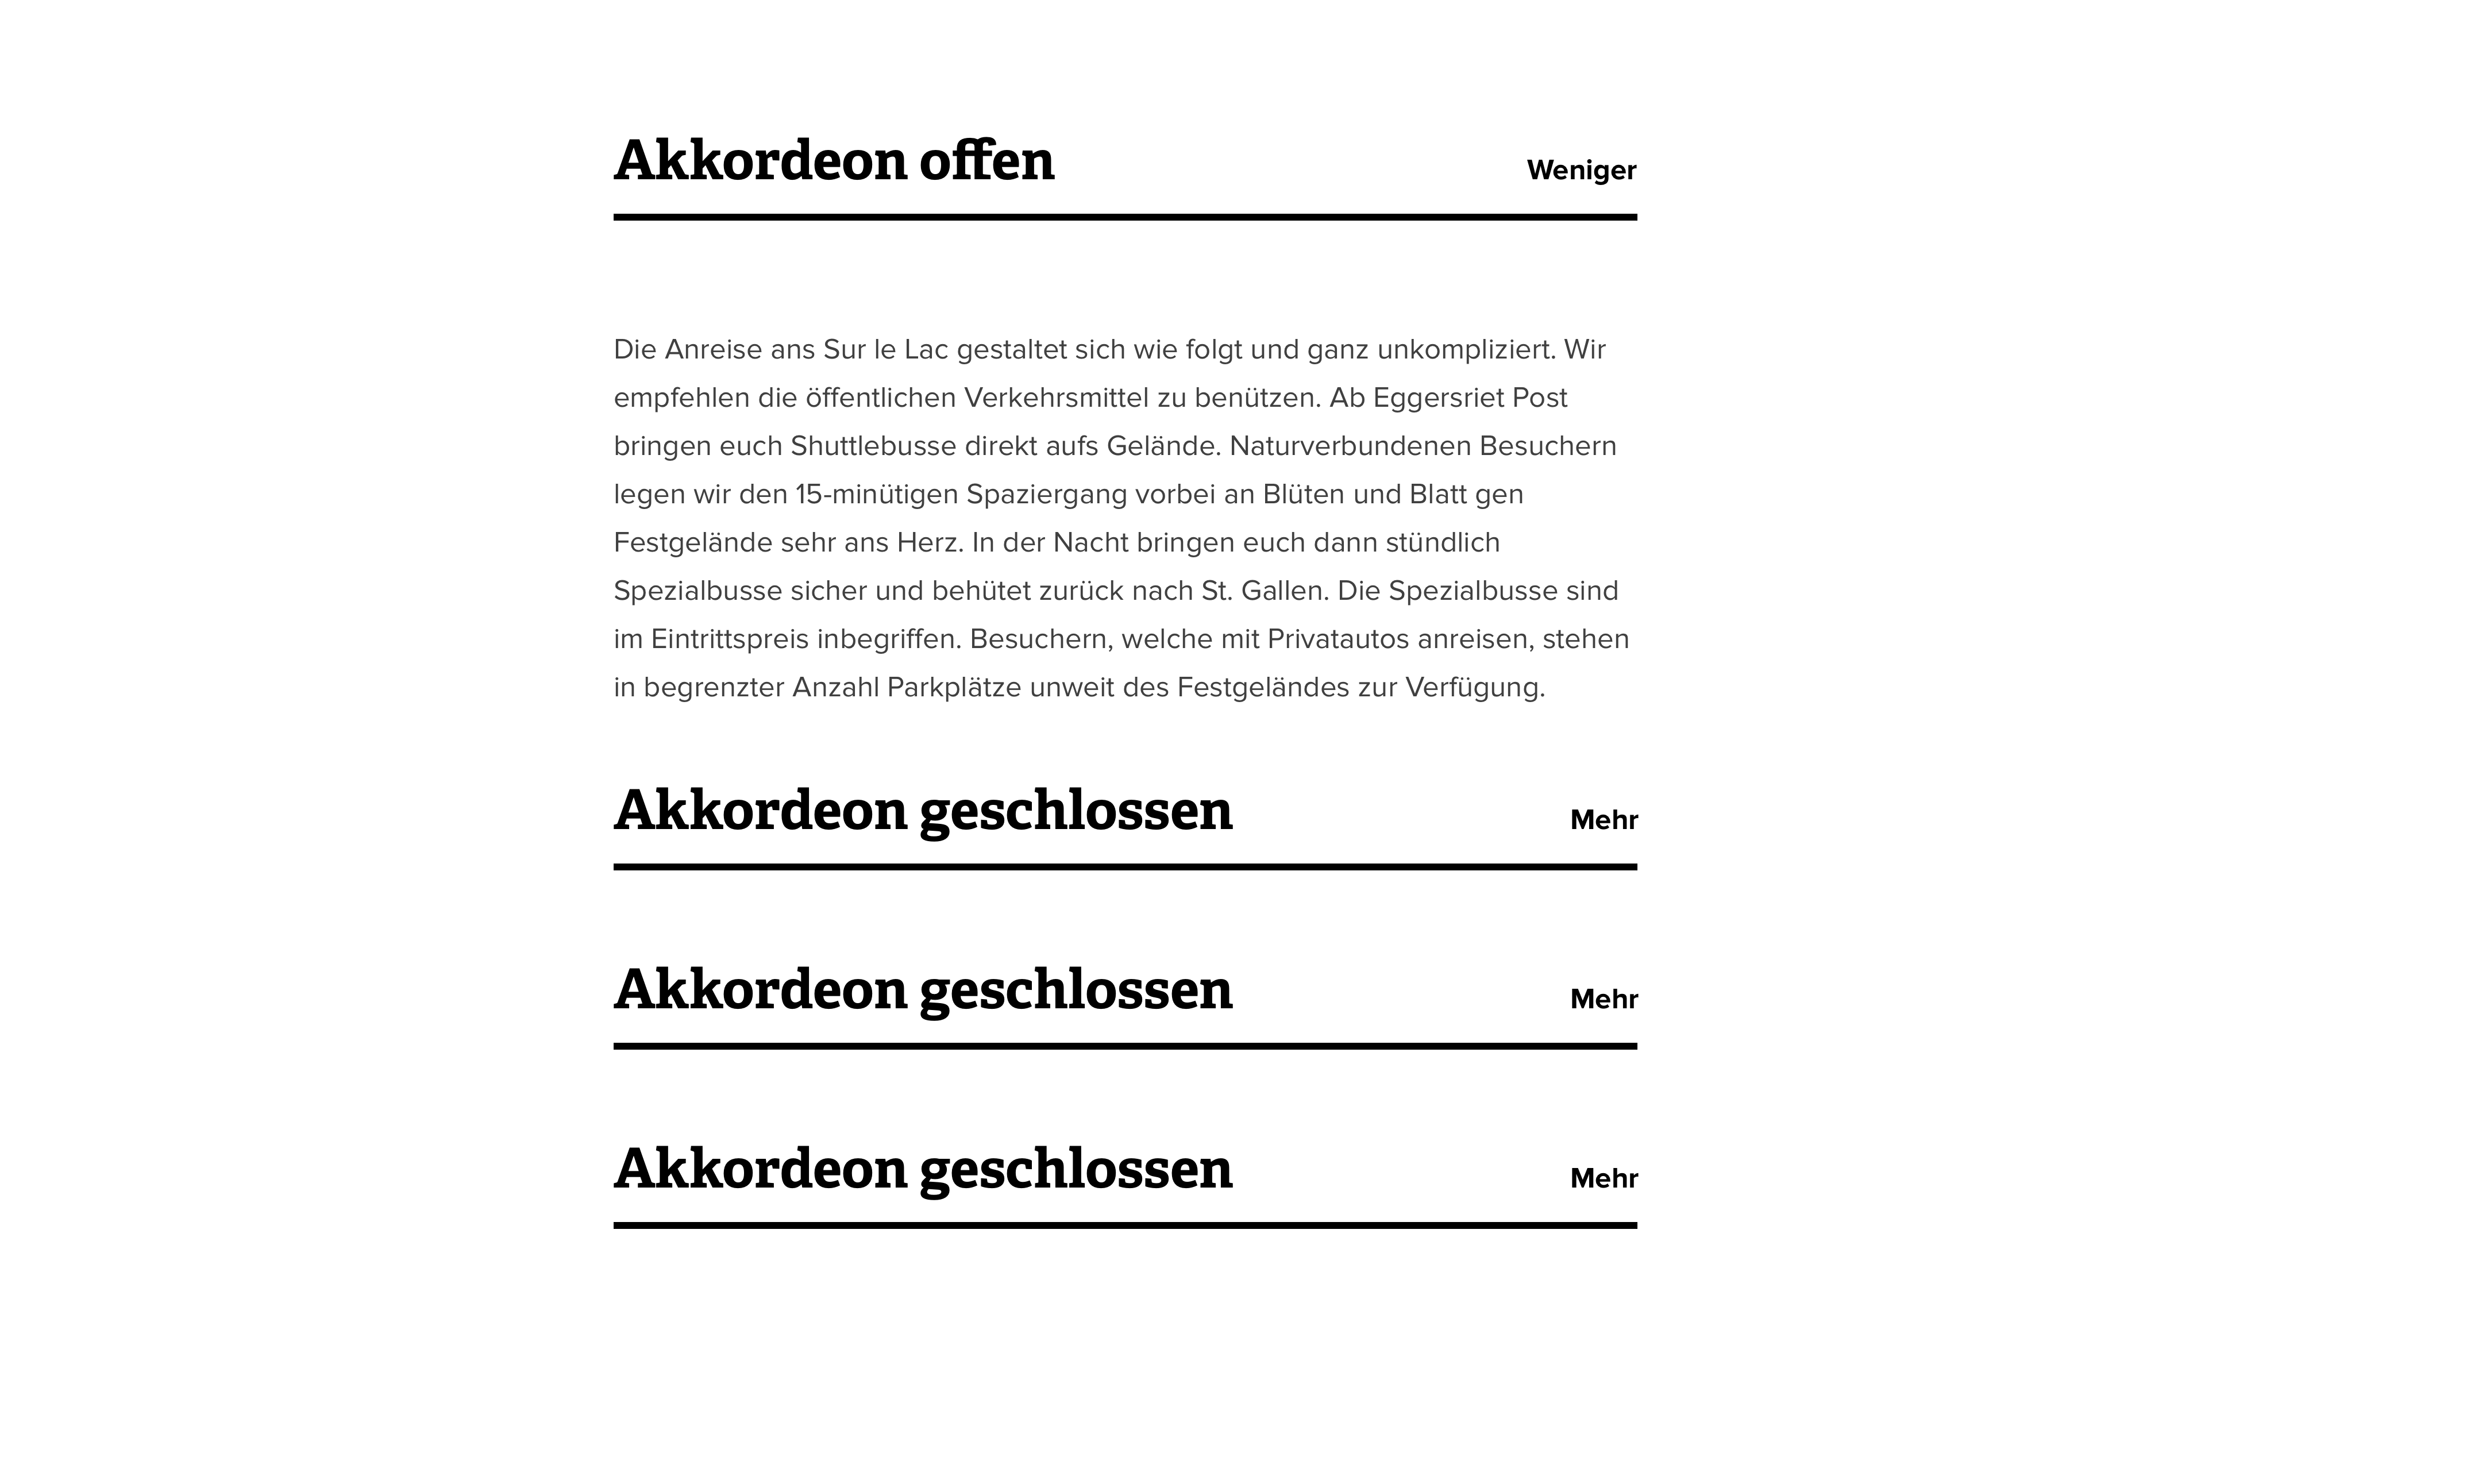 Akkordeon offen
Weniger
Die Anreise ans Sur le Lac gestaltet sich wie folgt und ganz unkompliziert. Wir
empfehlen die öffentlichen Verkehrsmittel zu benützen. Ab Eggersriet Post
bringen euch Shuttlebusse direkt aufs Gelände. Naturverbundenen Besuchern
legen wir den 15-minütigen Spaziergang vorbei an Blüten und Blatt gen
Festgelände sehr ans Herz. In der Nacht bringen euch dann stündlich
Spezialbusse sicher und behütet zurück nach St. Gallen. Die Spezialbusse sind
im Eintrittspreis inbegriffen. Besuchern, welche mit Privatautos anreisen, stehen
in begrenzter Anzahl Parkplätze unweit des Festgeländes zur Verfügung.
Akkordeon geschlossen
Mehr
Akkordeon geschlossen
Mehr
Akkordeon geschlossen
Mehr